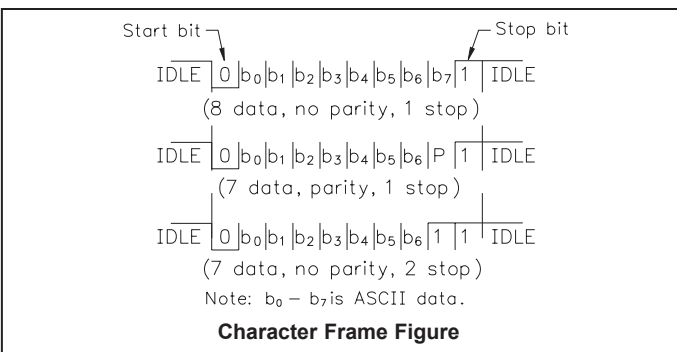 Start bit Stop bit
IDLE 0 b₀ b₁ b₂ b₃ b₄ b₅ b₆ b₇ 1 IDLE
(8 data, no parity, 1 stop)
IDLE 0 b₀ b₁ b₂ b₃ b₄ b₅ b₆ P 1 IDLE
(7 data, parity, 1 stop)
IDLE 0 b₀ b₁ b₂ b₃ b₄ b₅ b₆ 1 1 IDLE
(7 data, no parity, 2 stop)
Note: b₀ – b₇ is ASCII data.
Character Frame Figure